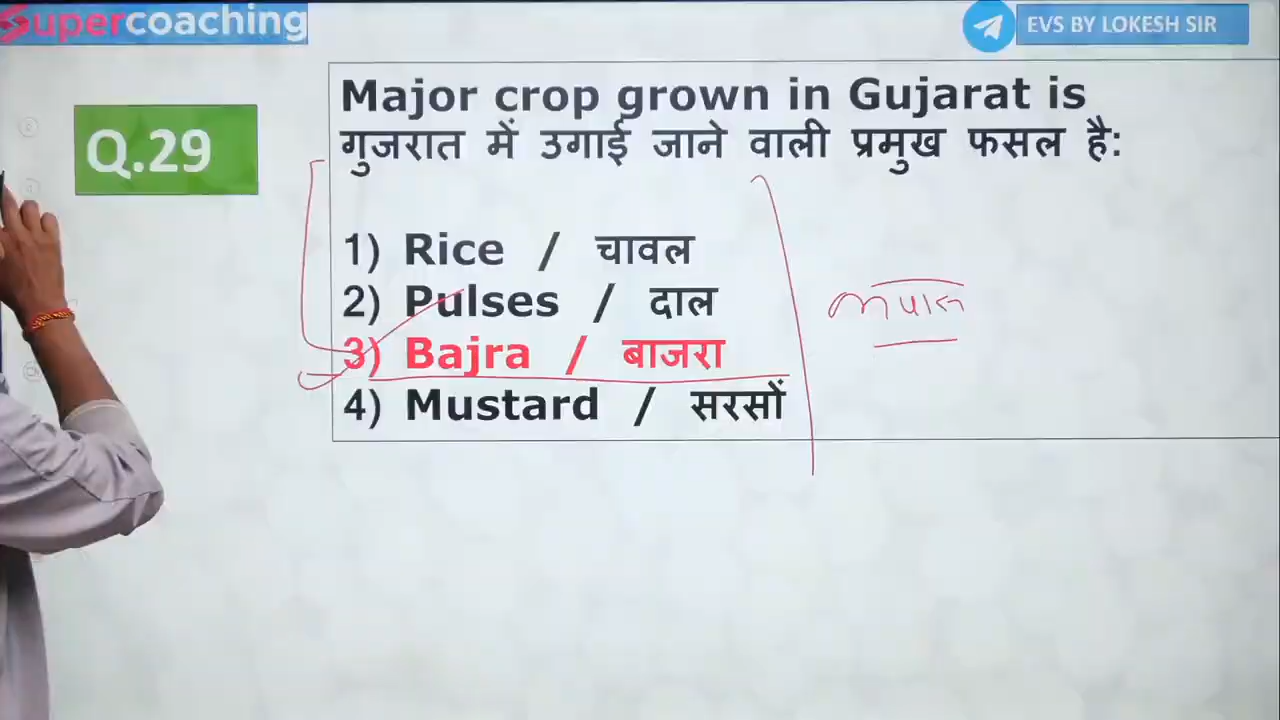 Supercoaching
EVS BY LOKESH SIR
Q.29
Major crop grown in Gujarat is
गुजरात में उगाई जाने वाली प्रमुख फसल है:
1) Rice / चावल
2) Pulses / दाल
3) Bajra / बाजरा
4) Mustard / सरसों